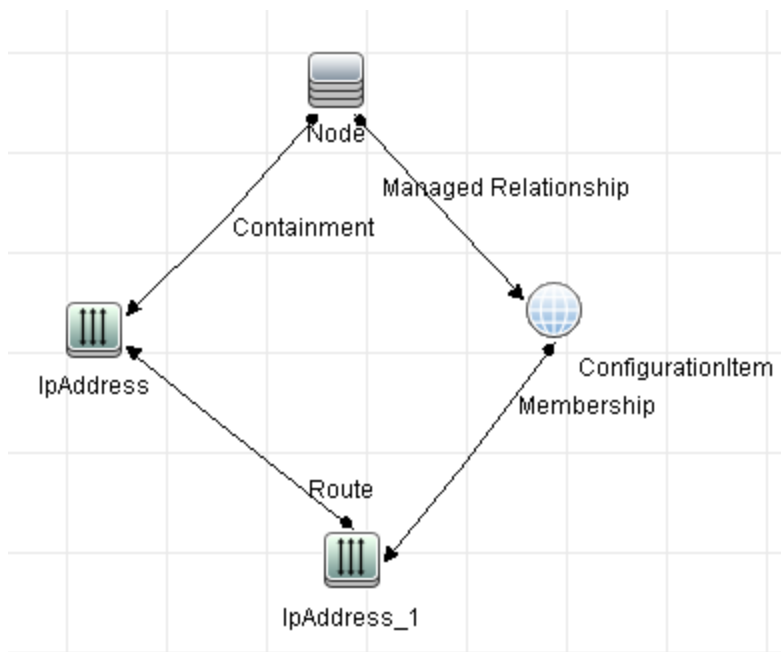 Node
Managed Relationship
Containment
ConfigurationItem
IpAddress
Membership
Route
IpAddress_1